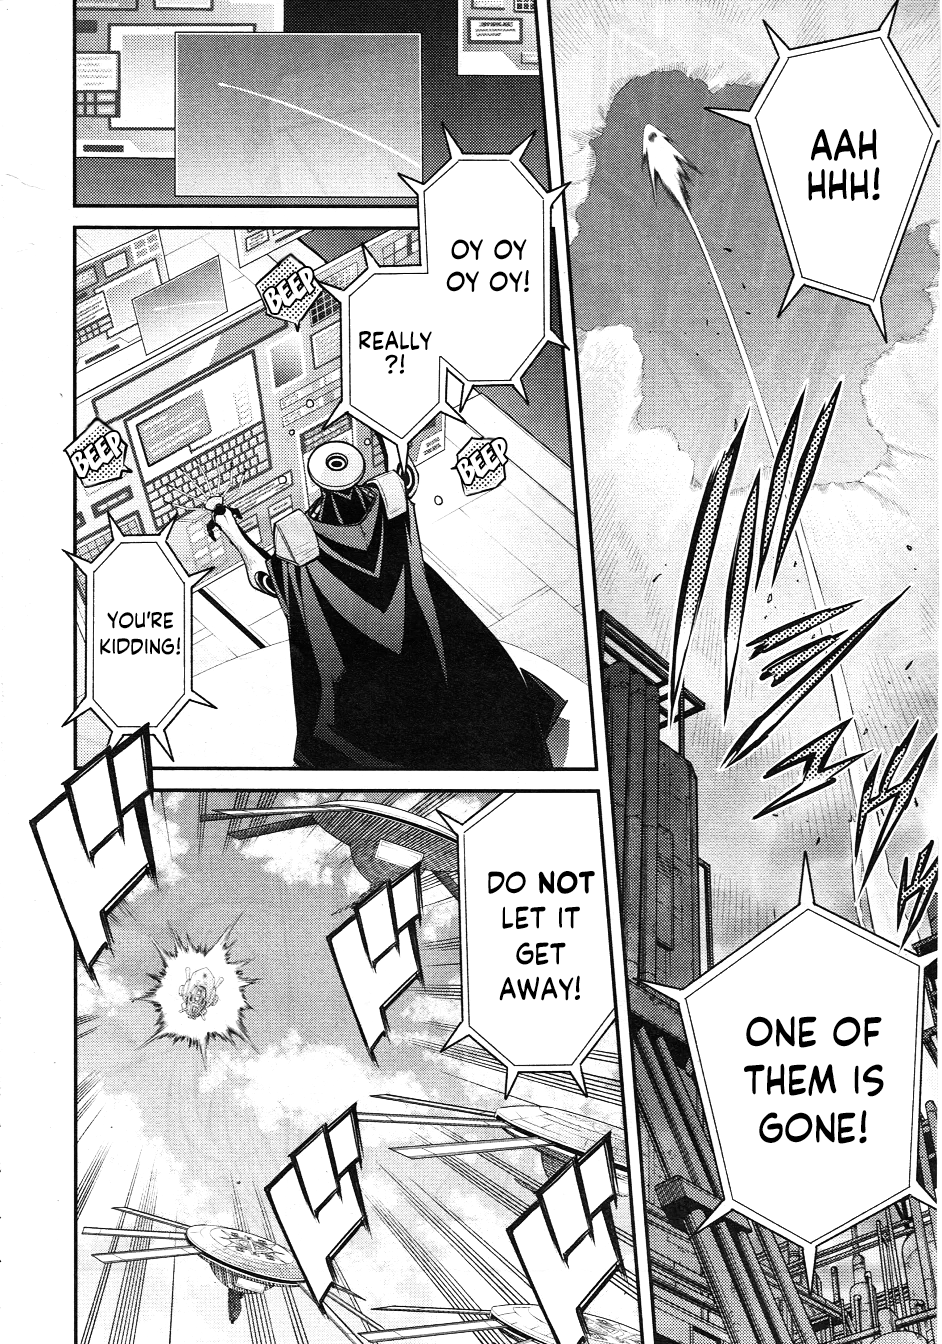 AAH
HHH!
ONE OF
THEM IS
GONE!
OY OY
OY OY!
REALLY
?!
BEEP
BEEP
BEEP
YOU'RE
KIDDING!
DO NOT
LET IT
GET
AWAY!